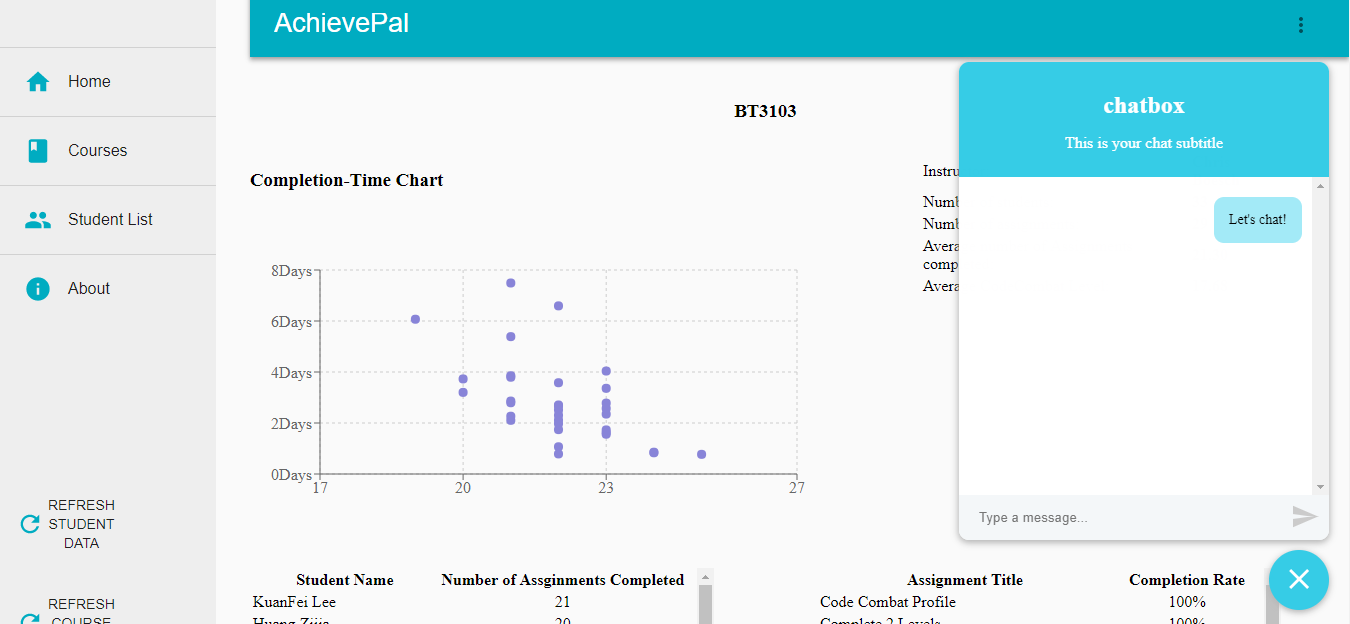 AchievePal
Home
Courses
Student List
About
REFRESH
STUDENT
DATA
REFRESH
COURSE
BT3103
Completion-Time Chart
8Days
6Days
4Days
2Days
0Days
17 20 23 27
Instru
Numb
Numb
Avera
comp
Avera
chatbox
This is your chat subtitle
Let's chat!
Type a message...
Student Name Number of Assginments Completed
KuanFei Lee 21
Huang Zijia 20
Assignment Title Completion Rate
Code Combat Profile 100%
Complete 2 Levels 100%